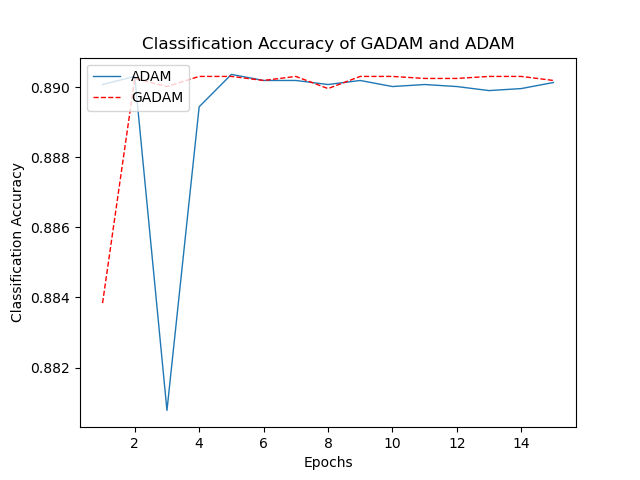 Classification Accuracy of GADAM and ADAM
ADAM
GADAM
0.890
0.888
0.886
0.884
0.882
Classification Accuracy
2 4 6 8 10 12 14
Epochs